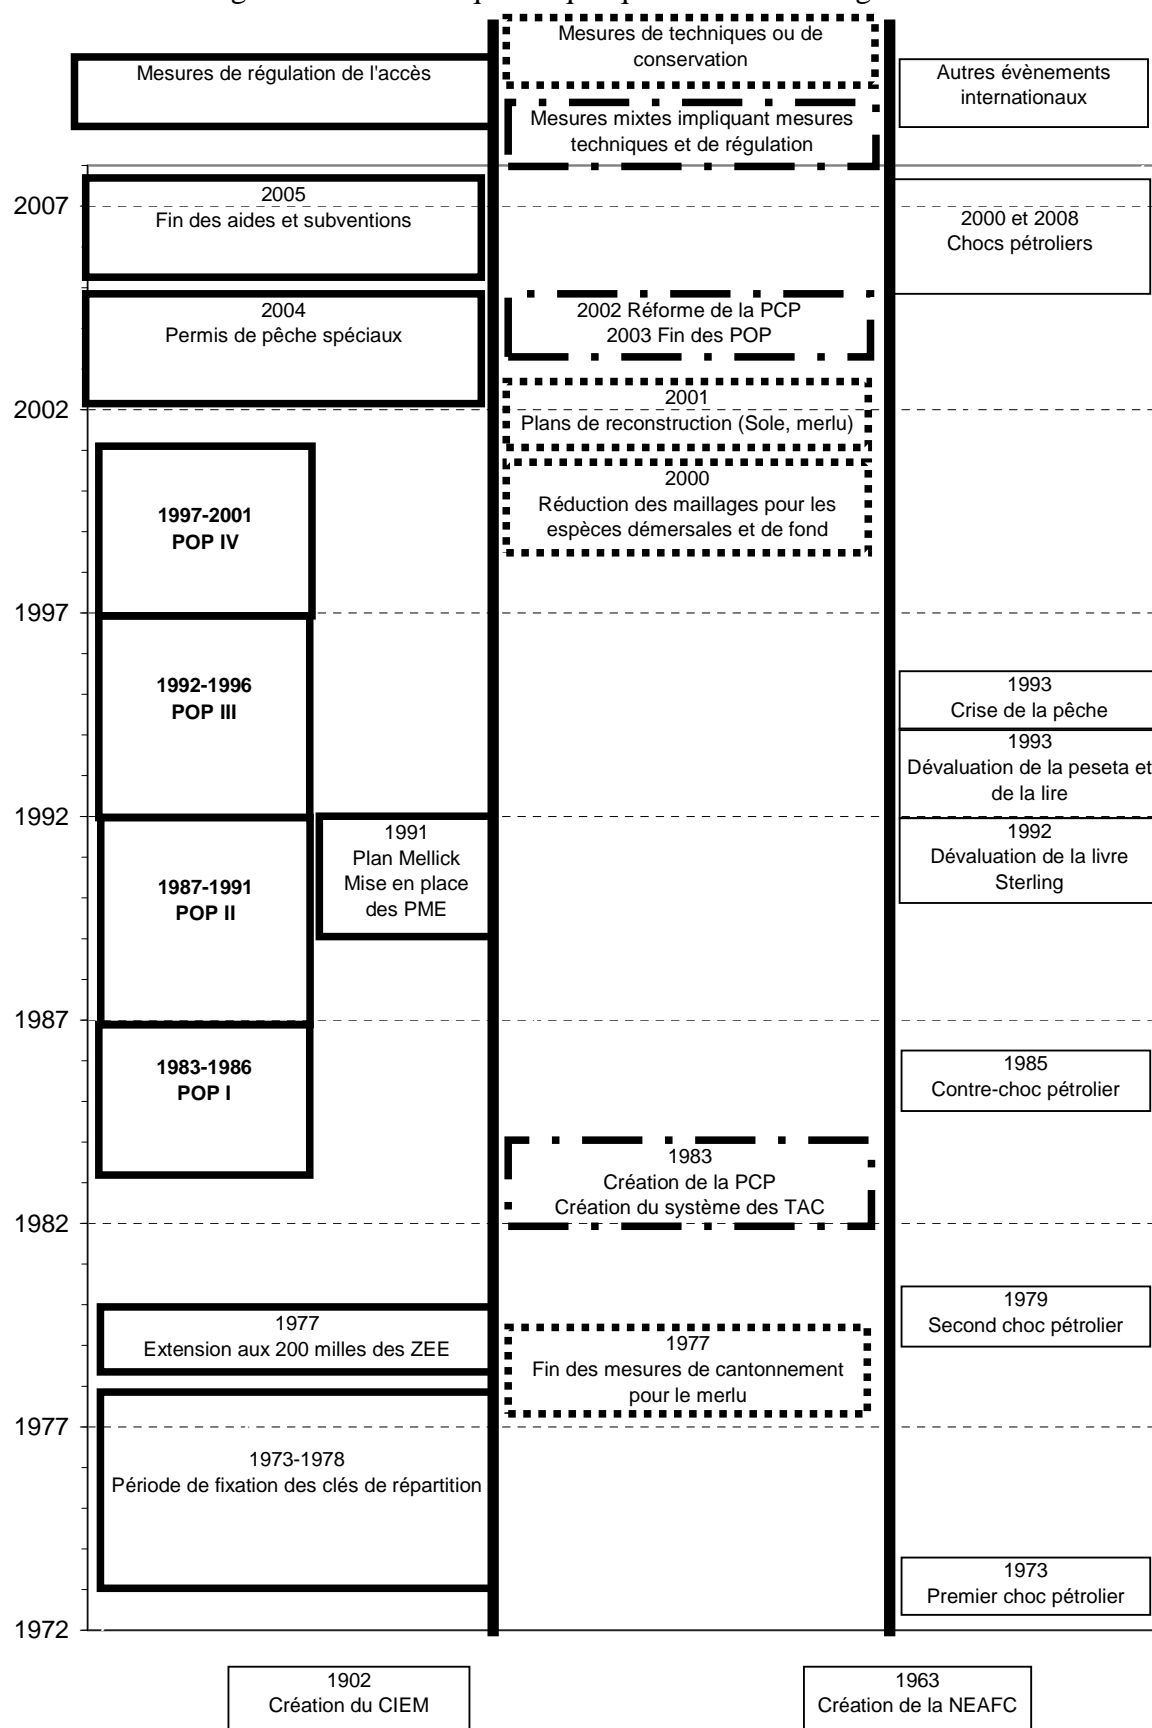 Mesures de techniques ou de
conservation
Mesures de régulation de l'accès
Autres évènements
internationaux
Mesures mixtes impliquant mesures
techniques et de régulation
2007
2005
Fin des aides et subventions
2000 et 2008
Chocs pétroliers
2004
Permis de pêche spéciaux
2002 Réforme de la PCP
2003 Fin des POP
2002
2001
Plans de reconstruction (Sole, merlu)
2000
Réduction des maillages pour les
espèces démersales et de fond
1997-2001
POP IV
1997
1992-1996
POP III
1993
Crise de la pêche
1993
Dévaluation de la peseta et
de la lire
1992
1991
Plan Mellick
Mise en place
des PME
1992
Dévaluation de la livre
Sterling
1987-1991
POP II
1987
1983-1986
POP I
1985
Contre-choc pétrolier
1983
Création de la PCP
Création du système des TAC
1982
1977
Extension aux 200 milles des ZEE
1977
Fin des mesures de cantonnement
pour le merlu
1979
Second choc pétrolier
1977
1973-1978
Période de fixation des clés de répartition
1973
Premier choc pétrolier
1972
1902
Création du CIEM
1963
Création de la NEAFC